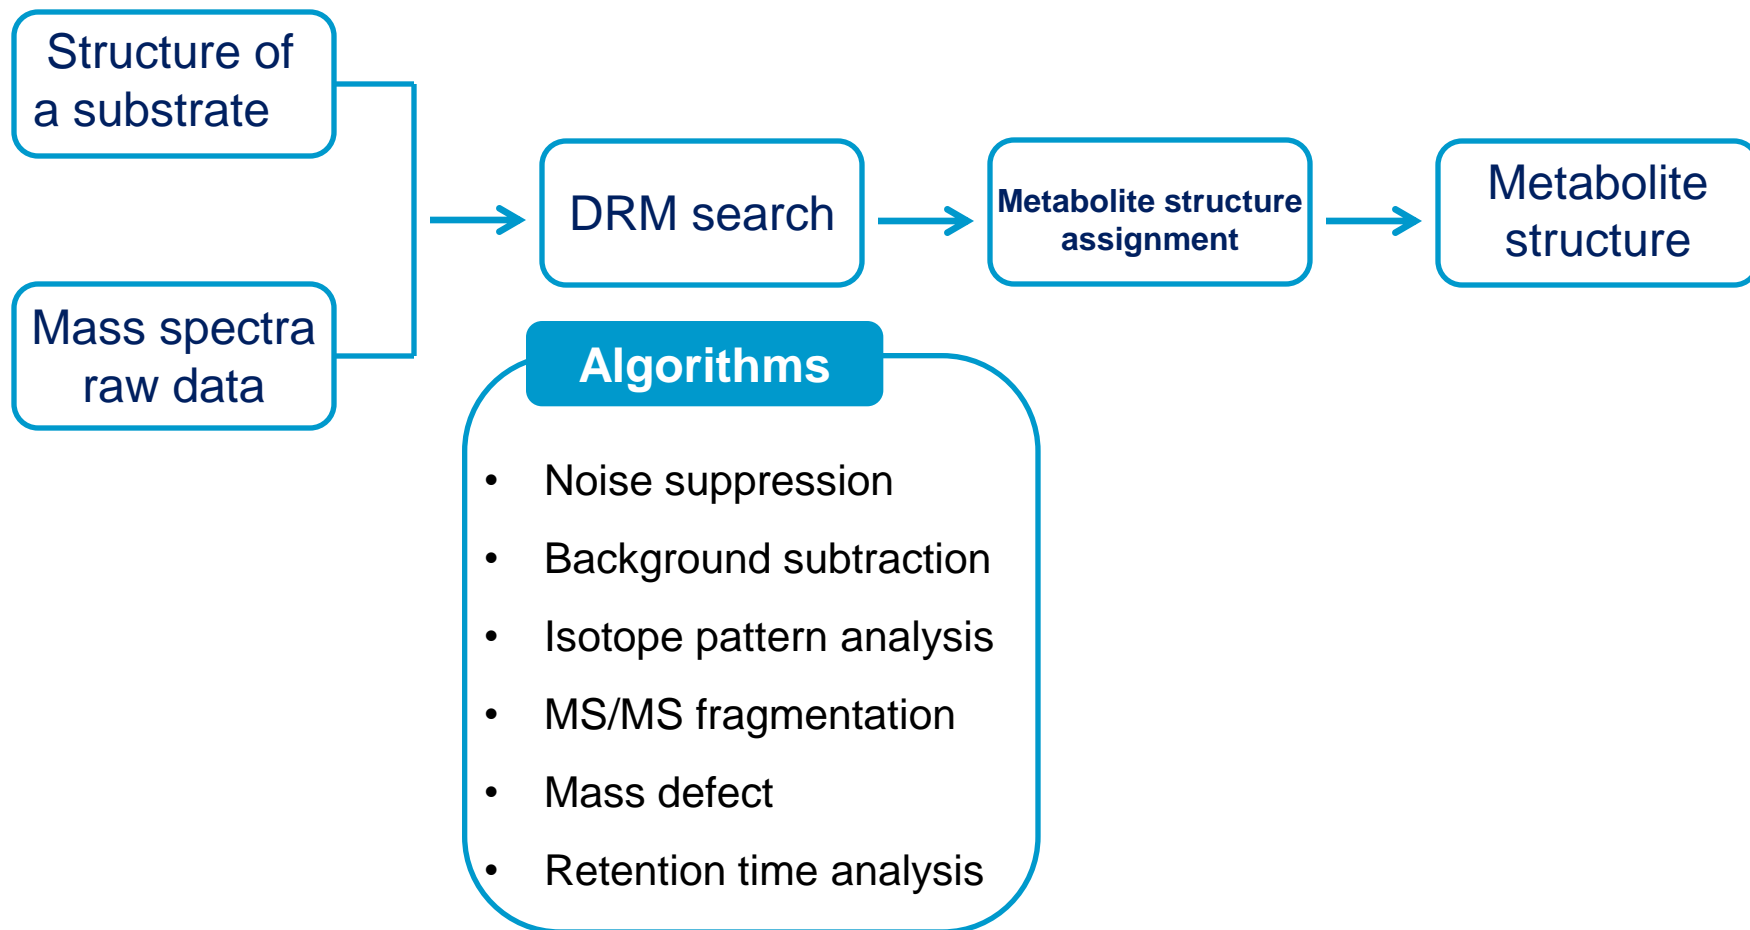 Structure of
a substrate
Mass spectra
raw data
DRM search
Metabolite structure
assignment
Metabolite
structure
Algorithms
• Noise suppression
• Background subtraction
• Isotope pattern analysis
• MS/MS fragmentation
• Mass defect
• Retention time analysis